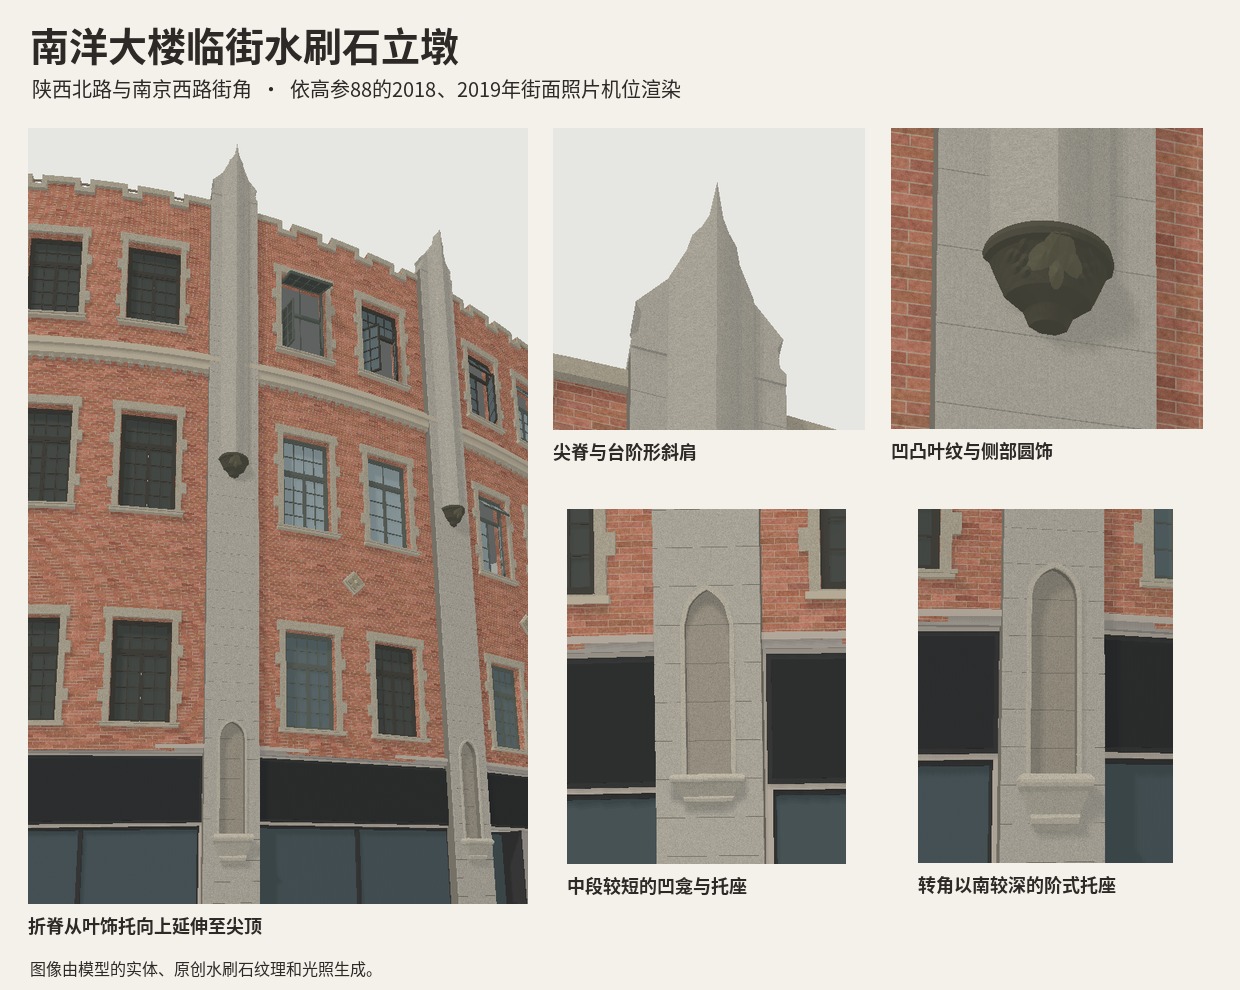 南洋大楼临街水刷石立墩
陕西北路与南京西路街角 · 依高参88的2018、2019年街面照片机位渲染
尖脊与台阶形斜肩
凹凸叶纹与侧部圆饰
中段较短的凹龛与托座
转角以南较深的阶式托座
折脊从叶饰托向上延伸至尖顶
图像由模型的实体、原创水刷石纹理和光照生成。